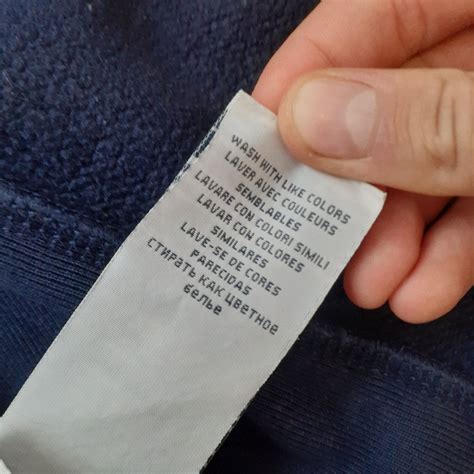 WASH WITH LIKE COLORS
LAVER AVEC COULEURS
SEMBLABLES
LAVARE CON COLORI SIMILI
LAVAR CON COLORES
SIMILARES
LAVE-SE DE CORES
PARECIDAS
СТИРАТЬ КАК ЦВЕТНОЕ
белье